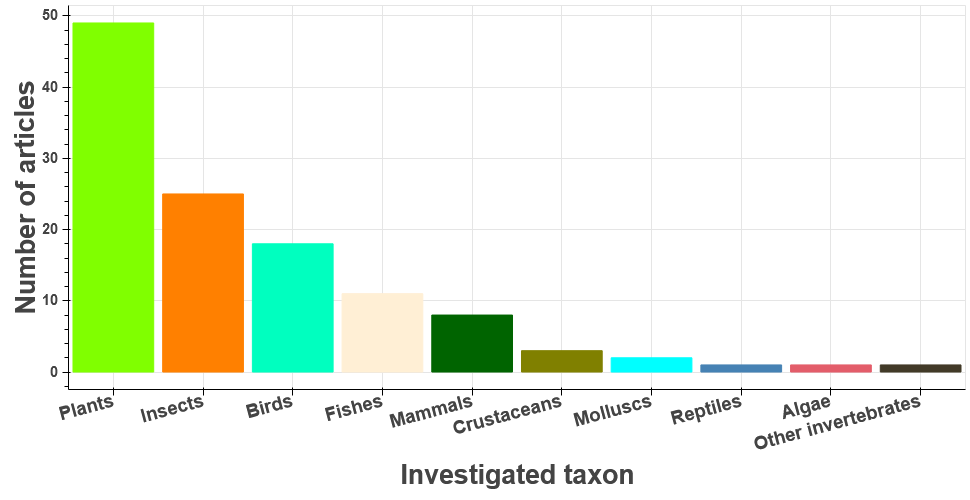 Number of articles
50
40
30
20
10
0
Plants
Insects
Birds
Fishes
Mammals
Crustaceans
Molluscs
Reptiles
Algae
Other invertebrates
Investigated taxon